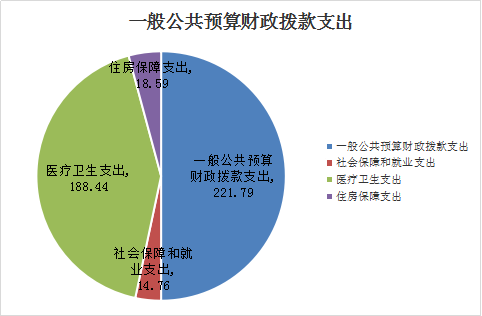 一般公共预算财政拨款支出
住房保障支出,
18.59
医疗卫生支出,
188.44
一般公共预算
财政拨款支出,
221.79
社会保障和就
业支出,
14.76
一般公共预算财政拨款支出
社会保障和就业支出
医疗卫生支出
住房保障支出